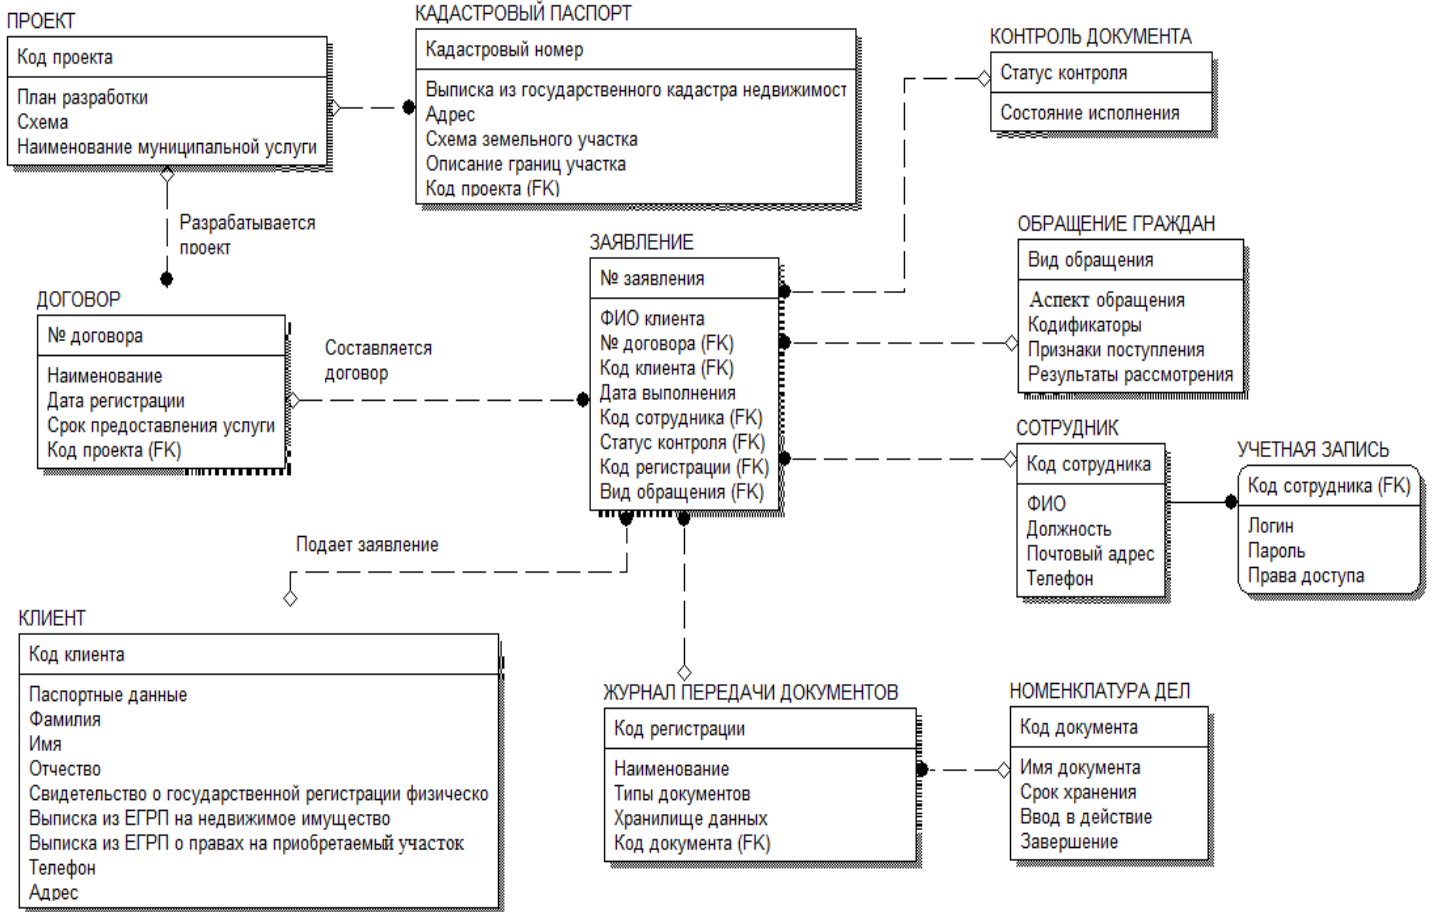 ПРОЕКТ
Код проекта
План разработки
Схема
Наименование муниципальной услуги
КАДАСТРОВЫЙ ПАСПОРТ
Кадастровый номер
Выписка из государственного кадастра недвижимост
Адрес
Схема земельного участка
Описание границ участка
Код проекта (FK)
КОНТРОЛЬ ДОКУМЕНТА
Статус контроля
Состояние исполнения
Разрабатывается
проект
ОБРАЩЕНИЕ ГРАЖДАН
Вид обращения
Аспект обращения
Кодификаторы
Признаки поступления
Результаты рассмотрения
ЗАЯВЛЕНИЕ
№ заявления
ФИО клиента
№ договора (FK)
Код клиента (FK)
Дата выполнения
Код сотрудника (FK)
Статус контроля (FK)
Код регистрации (FK)
Вид обращения (FK)
ДОГОВОР
№ договора
Наименование
Дата регистрации
Срок предоставления услуги
Код проекта (FK)
Составляется
договор
СОТРУДНИК
Код сотрудника
ФИО
Должность
Почтовый адрес
Телефон
УЧЕТНАЯ ЗАПИСЬ
Код сотрудника (FK)
Логин
Пароль
Права доступа
Подает заявление
КЛИЕНТ
Код клиента
Паспортные данные
Фамилия
Имя
Отчество
Свидетельство о государственной регистрации физическо
Выписка из ЕГРП на недвижимое имущество
Выписка из ЕГРП о правах на приобретаемый участок
Телефон
Адрес
ЖУРНАЛ ПЕРЕДАЧИ ДОКУМЕНТОВ
Код регистрации
Наименование
Типы документов
Хранилище данных
Код документа (FK)
НОМЕНКЛАТУРА ДЕЛ
Код документа
Имя документа
Срок хранения
Ввод в действие
Завершение